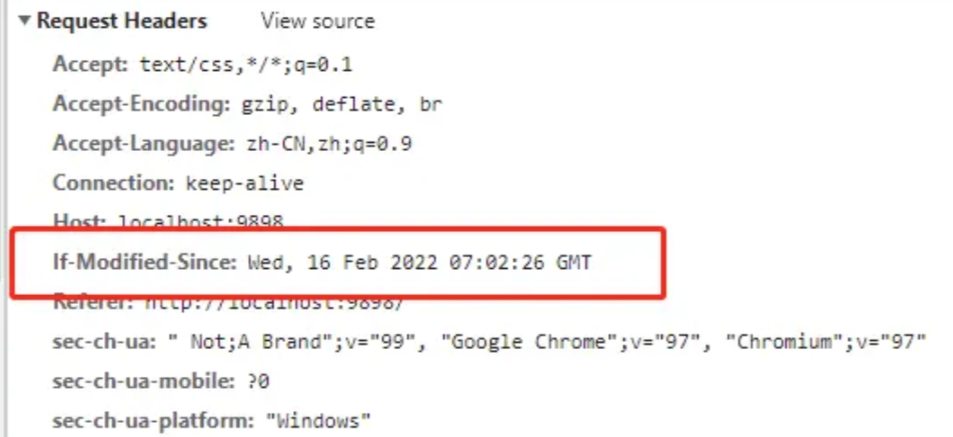 ▼ Request Headers View source
Accept: text/css,*/*;q=0.1
Accept-Encoding: gzip, deflate, br
Accept-Language: zh-CN,zh;q=0.9
Connection: keep-alive
Host: localhost:9898
If-Modified-Since: Wed, 16 Feb 2022 07:02:26 GMT
Referer: http://localhost:9898/
sec-ch-ua: " Not;A Brand";v="99", "Google Chrome";v="97", "Chromium";v="97"
sec-ch-ua-mobile: ?0
sec-ch-ua-platform: "Windows"